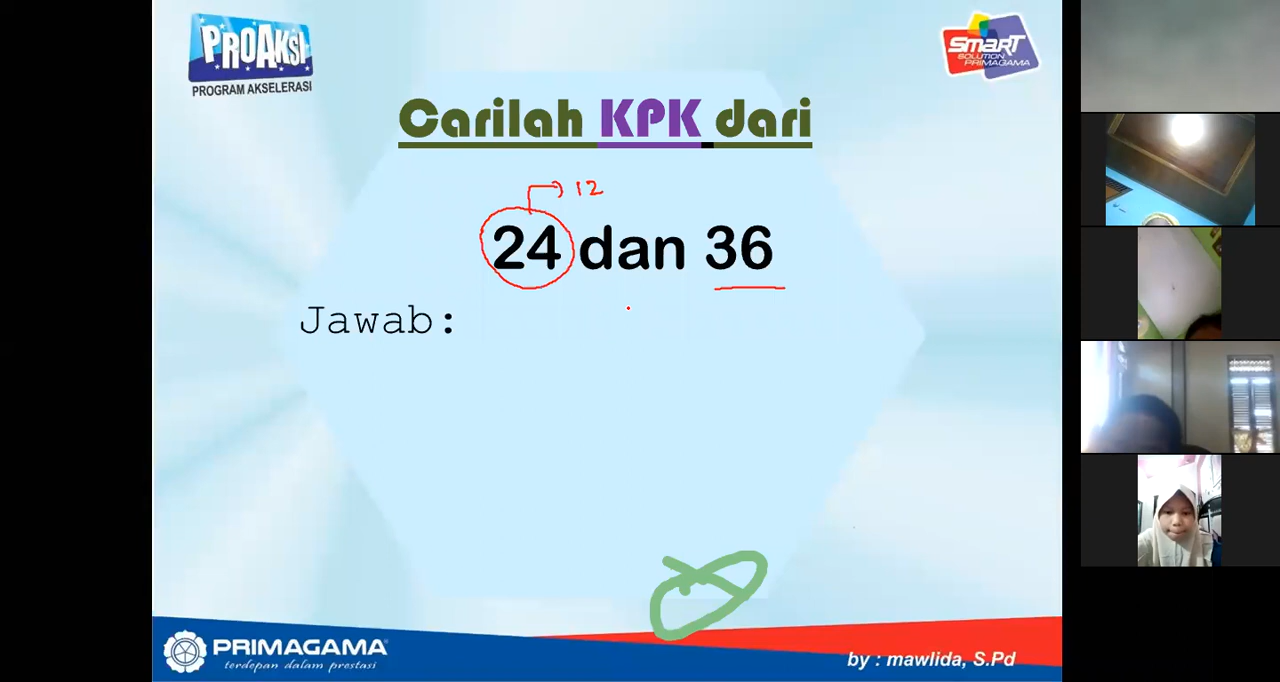 PROAKSI
PROGRAM AKSELERASI
SMART
SOLUTION
PRIMAGAMA
Carilah KPK dari
12
24 dan 36
Jawab:
PRIMAGAMA
terdepan dalam prestasi
by : mawlida, S.Pd